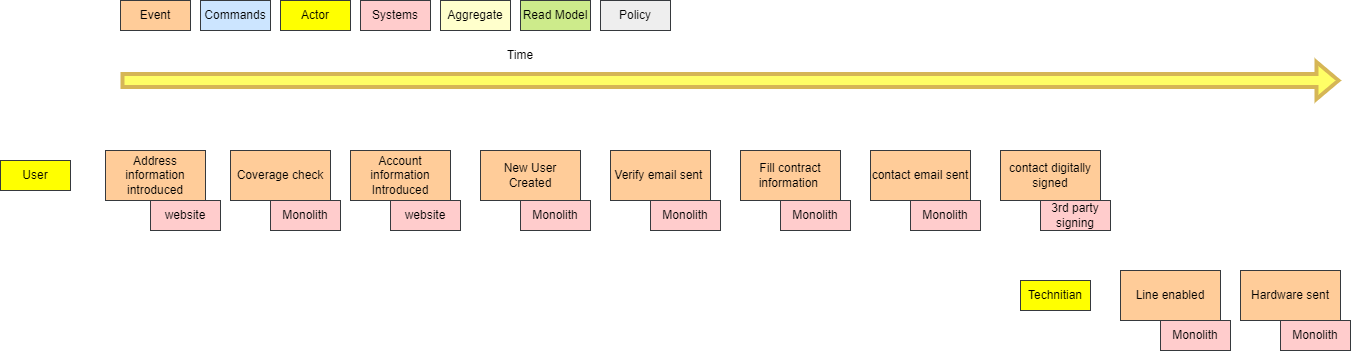 Event
Commands
Actor
Systems
Aggregate
Read Model
Policy
Time
User
Address
information
introduced
website
Coverage check
Monolith
Account
information
Introduced
website
New User
Created
Monolith
Verify email sent
Monolith
Fill contract
information
Monolith
contact email sent
Monolith
contact digitally
signed
3rd party
signing
Technitian
Line enabled
Monolith
Hardware sent
Monolith